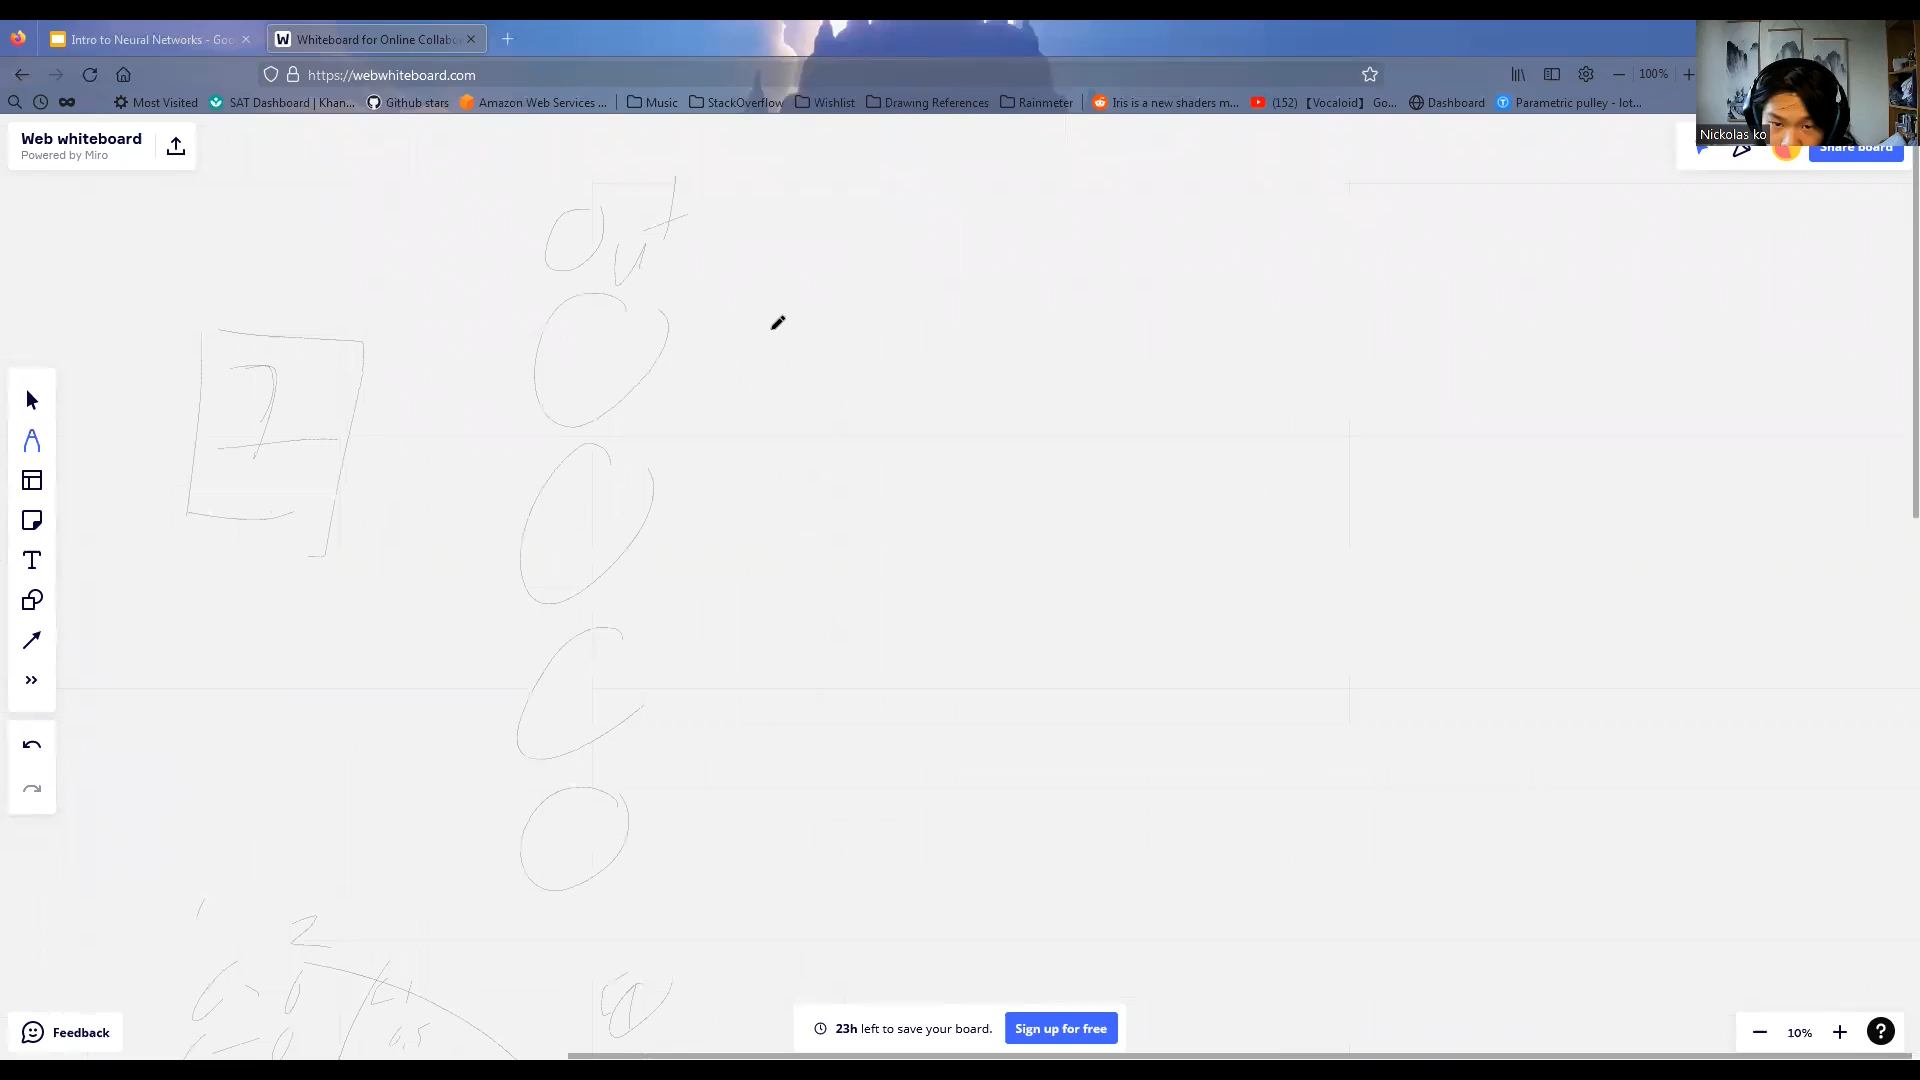 Intro to Neural Networks - Goo
Whiteboard for Online Collabo
https://webwhiteboard.com
100%
Most Visited
SAT Dashboard | Khan...
Github stars
Amazon Web Services ...
Music
StackOverflow
Wishlist
Drawing References
Rainmeter
Iris is a new shaders m...
(152) 【Vocaloid】 Go...
Dashboard
Parametric pulley - lot...
Nickolas ko
Web whiteboard
Powered by Miro
Share board
Out
7
2
Feedback
23h left to save your board.
Sign up for free
10%